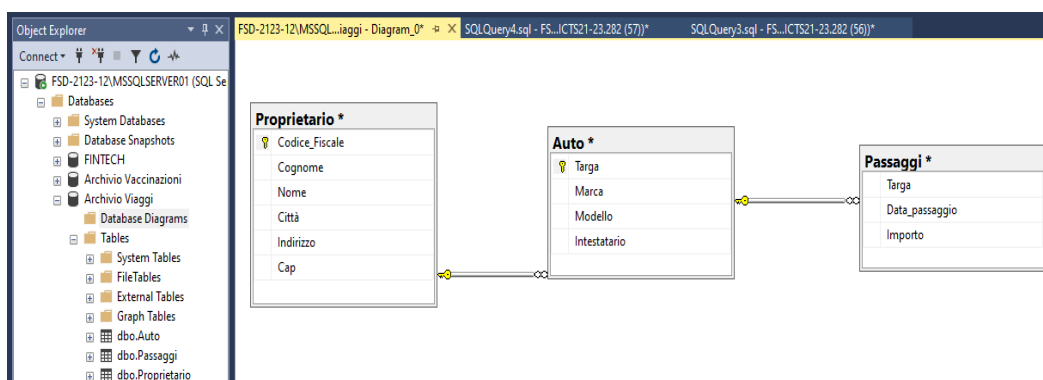 Object Explorer
FSD-2123-12\MSSQL...iaggi - Diagram_0*
SQLQuery4.sql - FS...ICTS21-23.282 (57))*
SQLQuery3.sql - FS...ICTS21-23.282 (56))*
Connect
FSD-2123-12\MSSQLSERVER01 (SQL Se
Databases
System Databases
Database Snapshots
FINTECH
Archivio Vaccinazioni
Archivio Viaggi
Database Diagrams
Tables
System Tables
FileTables
External Tables
Graph Tables
dbo.Auto
dbo.Passaggi
dbo.Proprietario
Proprietario *
Codice_Fiscale
Cognome
Nome
Città
Indirizzo
Cap
Auto *
Targa
Marca
Modello
Intestatario
Passaggi *
Targa
Data_passaggio
Importo